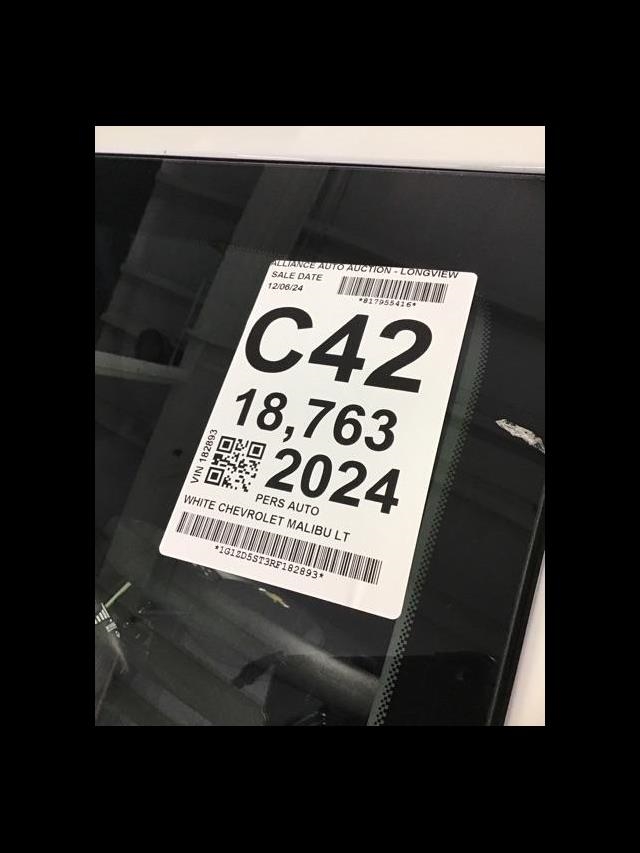 ALLIANCE AUTO AUCTION - LONGVIEW
SALE DATE
12/06/24
*817955416*
C42
18,763
VIN 182893
2024
PERS AUTO
WHITE CHEVROLET MALIBU LT
*1G1ZD5ST3RF182893*